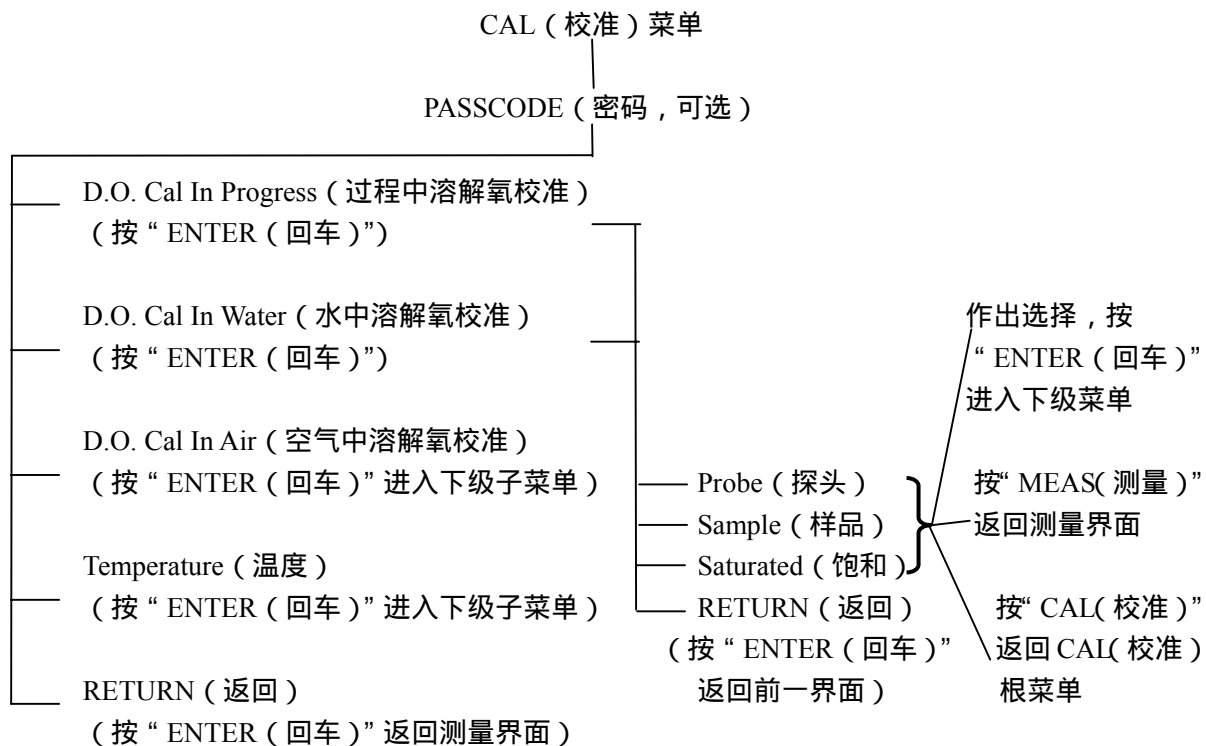 CAL（校准）菜单
PASSCODE（密码，可选）
D.O. Cal In Progress（过程中溶解氧校准）
（按“ENTER（回车）”）
D.O. Cal In Water（水中溶解氧校准）
（按“ENTER（回车）”）
D.O. Cal In Air（空气中溶解氧校准）
（按“ENTER（回车）”进入下级子菜单）
Temperature（温度）
（按“ENTER（回车）”进入下级子菜单）
RETURN（返回）
（按“ENTER（回车）”返回测量界面）
Probe（探头）
Sample（样品）
Saturated（饱和）
RETURN（返回）
（按“ENTER（回车）”
返回前一界面）
作出选择，按
“ENTER（回车）”
进入下级菜单
按“MEAS（测量）”
返回测量界面
按“CAL（校准）”
返回 CAL（校准）
根菜单